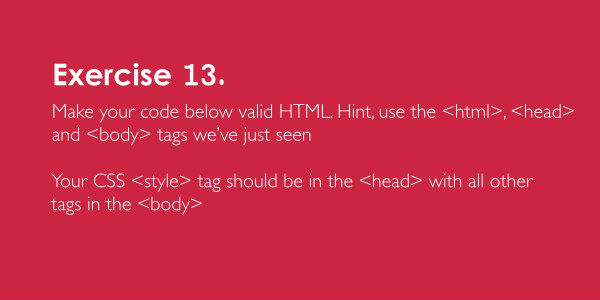 Exercise 13.
Make your code below valid HTML. Hint, use the <html>, <head>
and <body> tags we've just seen
Your CSS <style> tag should be in the <head> with all other
tags in the <body>